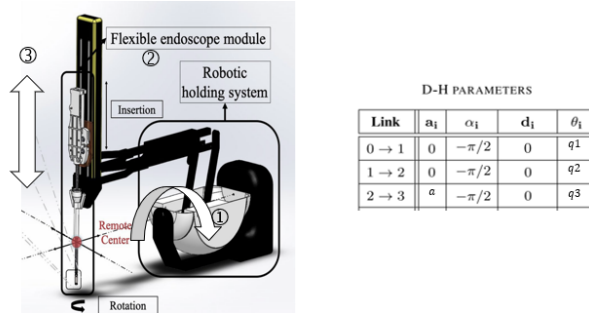 ③
Flexible endoscope module
②
Robotic
holding system
Insertion
①
Remote
Center
Rotation
D-H PARAMETERS
Link a_i α_i d_i θ_i
0 → 1 0 −π/2 0 q1
1 → 2 0 −π/2 0 q2
2 → 3 a −π/2 0 q3